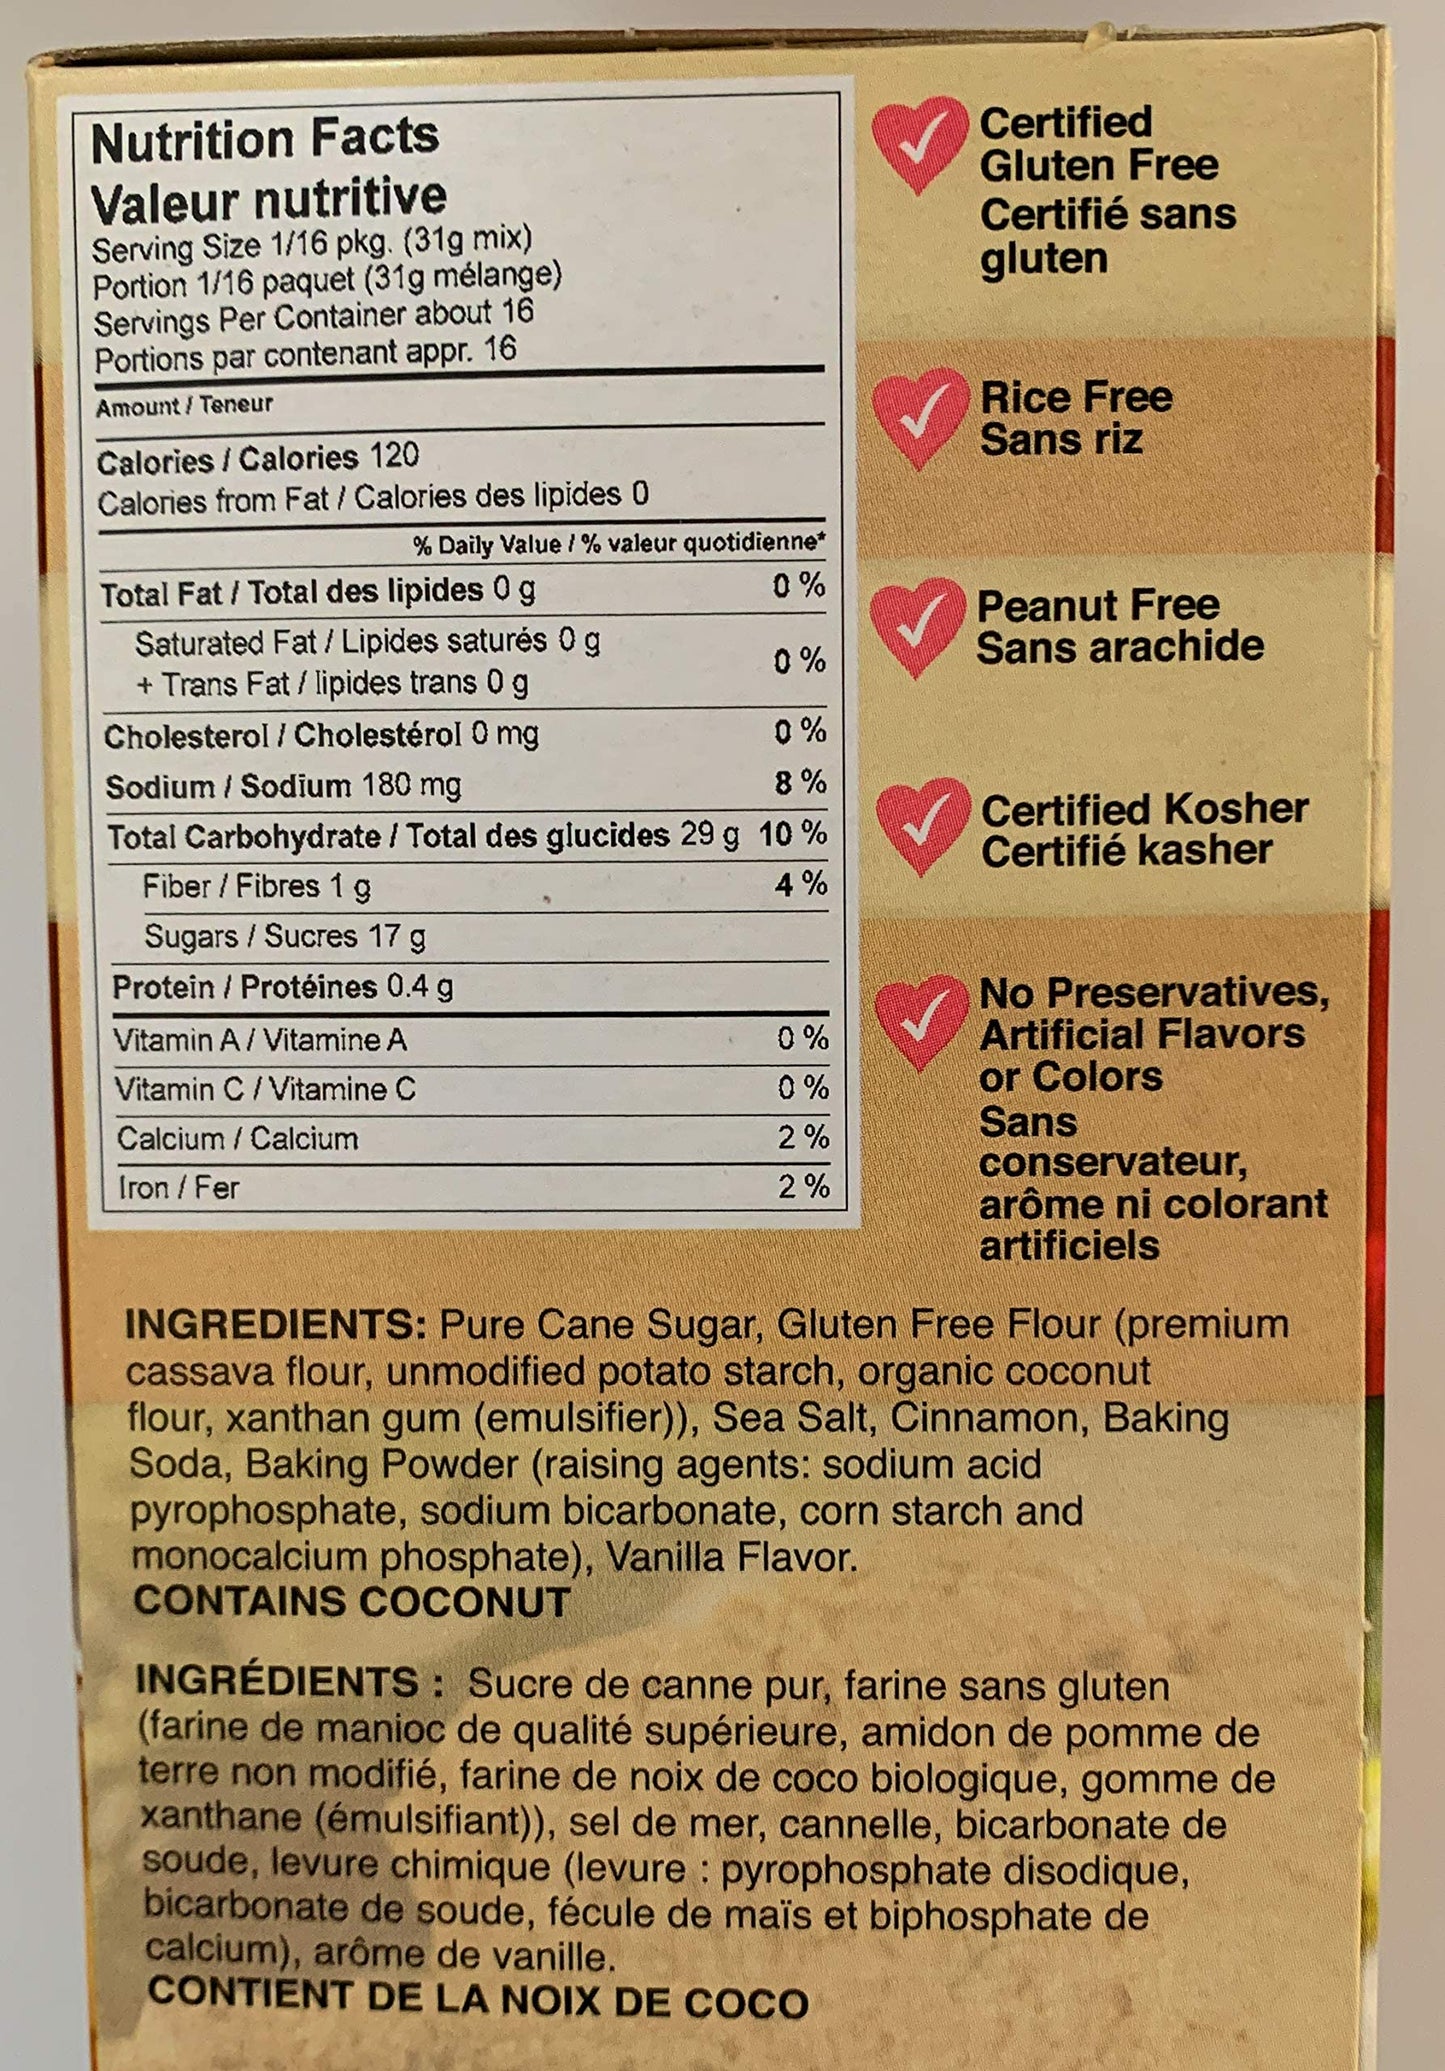 Nutrition Facts
Valeur nutritive
Serving Size 1/16 pkg. (31g mix)
Portion 1/16 paquet (31g mélange)
Servings Per Container about 16
Portions par contenant appr. 16
Amount / Teneur
Calories / Calories 120
Calories from Fat / Calories des lipides 0
% Daily Value / % valeur quotidienne*
Total Fat / Total des lipides 0 g 0 %
Saturated Fat / Lipides saturés 0 g
+ Trans Fat / lipides trans 0 g 0 %
Cholesterol / Cholestérol 0 mg 0 %
Sodium / Sodium 180 mg 8 %
Total Carbohydrate / Total des glucides 29 g 10 %
Fiber / Fibres 1 g 4 %
Sugars / Sucres 17 g
Protein / Protéines 0.4 g
Vitamin A / Vitamine A 0 %
Vitamin C / Vitamine C 0 %
Calcium / Calcium 2 %
Iron / Fer 2 %
Certified
Gluten Free
Certifié sans
gluten
Rice Free
Sans riz
Peanut Free
Sans arachide
Certified Kosher
Certifié kasher
No Preservatives,
Artificial Flavors
or Colors
Sans
conservateur,
arôme ni colorant
artificiels
INGREDIENTS: Pure Cane Sugar, Gluten Free Flour (premium
cassava flour, unmodified potato starch, organic coconut
flour, xanthan gum (emulsifier)), Sea Salt, Cinnamon, Baking
Soda, Baking Powder (raising agents: sodium acid
pyrophosphate, sodium bicarbonate, corn starch and
monocalcium phosphate), Vanilla Flavor.
CONTAINS COCONUT
INGRÉDIENTS : Sucre de canne pur, farine sans gluten
(farine de manioc de qualité supérieure, amidon de pomme de
terre non modifié, farine de noix de coco biologique, gomme de
xanthane (émulsifiant)), sel de mer, cannelle, bicarbonate de
soude, levure chimique (levure : pyrophosphate disodique,
bicarbonate de soude, fécule de maïs et biphosphate de
calcium), arôme de vanille.
CONTIENT DE LA NOIX DE COCO